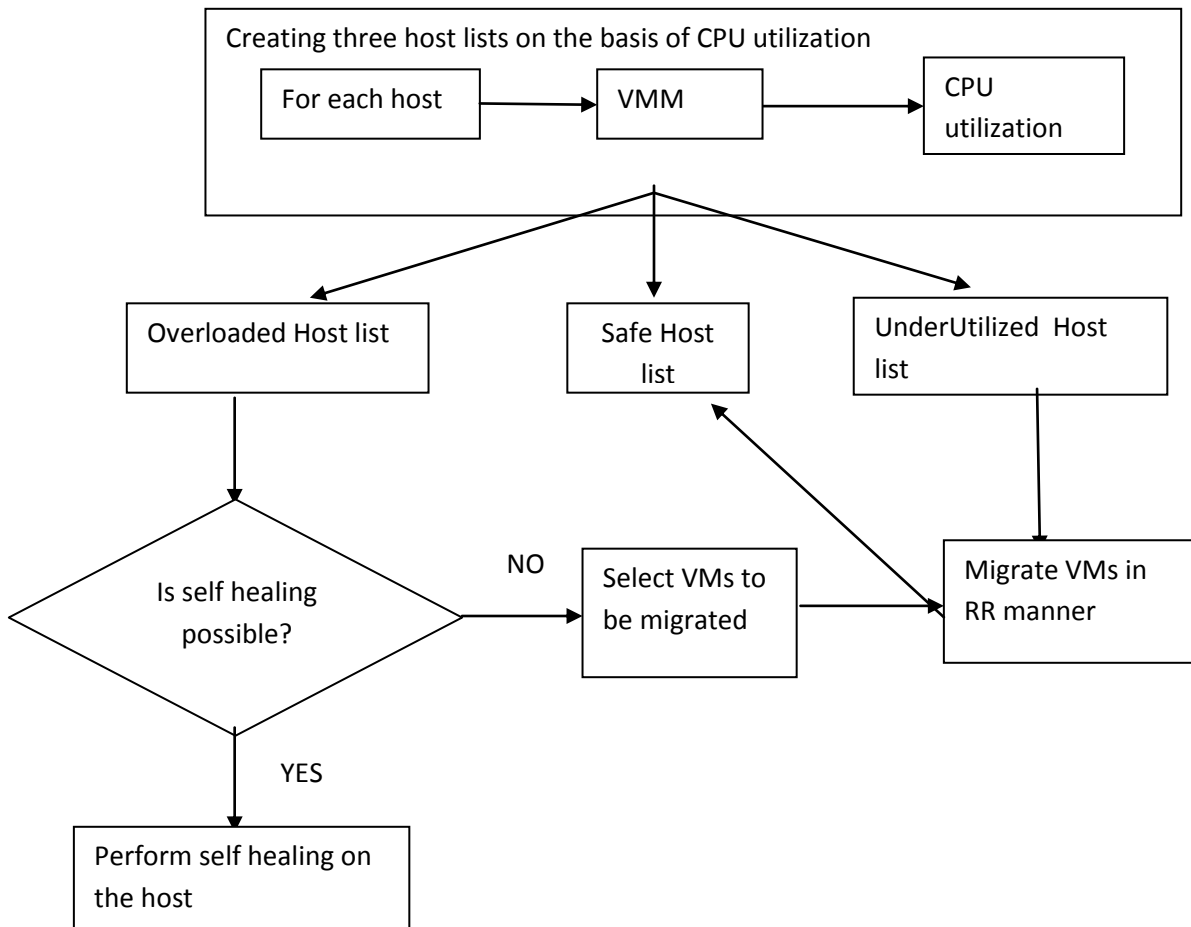 Creating three host lists on the basis of CPU utilization
For each host
VMM
CPU
utilization
Overloaded Host list
Safe Host
list
UnderUtilized Host
list
Is self healing
possible?
NO
Select VMs to
be migrated
Migrate VMs in
RR manner
YES
Perform self healing on
the host